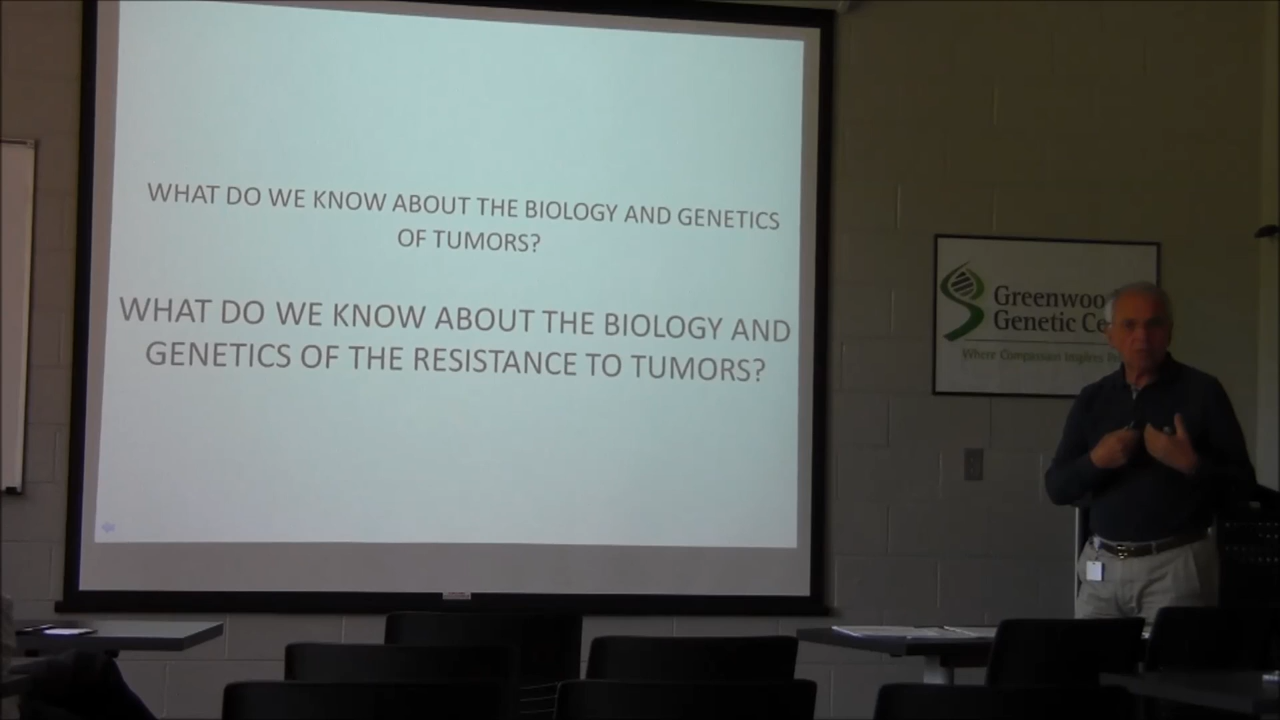 WHAT DO WE KNOW ABOUT THE BIOLOGY AND GENETICS
OF TUMORS?
WHAT DO WE KNOW ABOUT THE BIOLOGY AND
GENETICS OF THE RESISTANCE TO TUMORS?
Greenwoo
Genetic Ce
Where Compassion Inspires